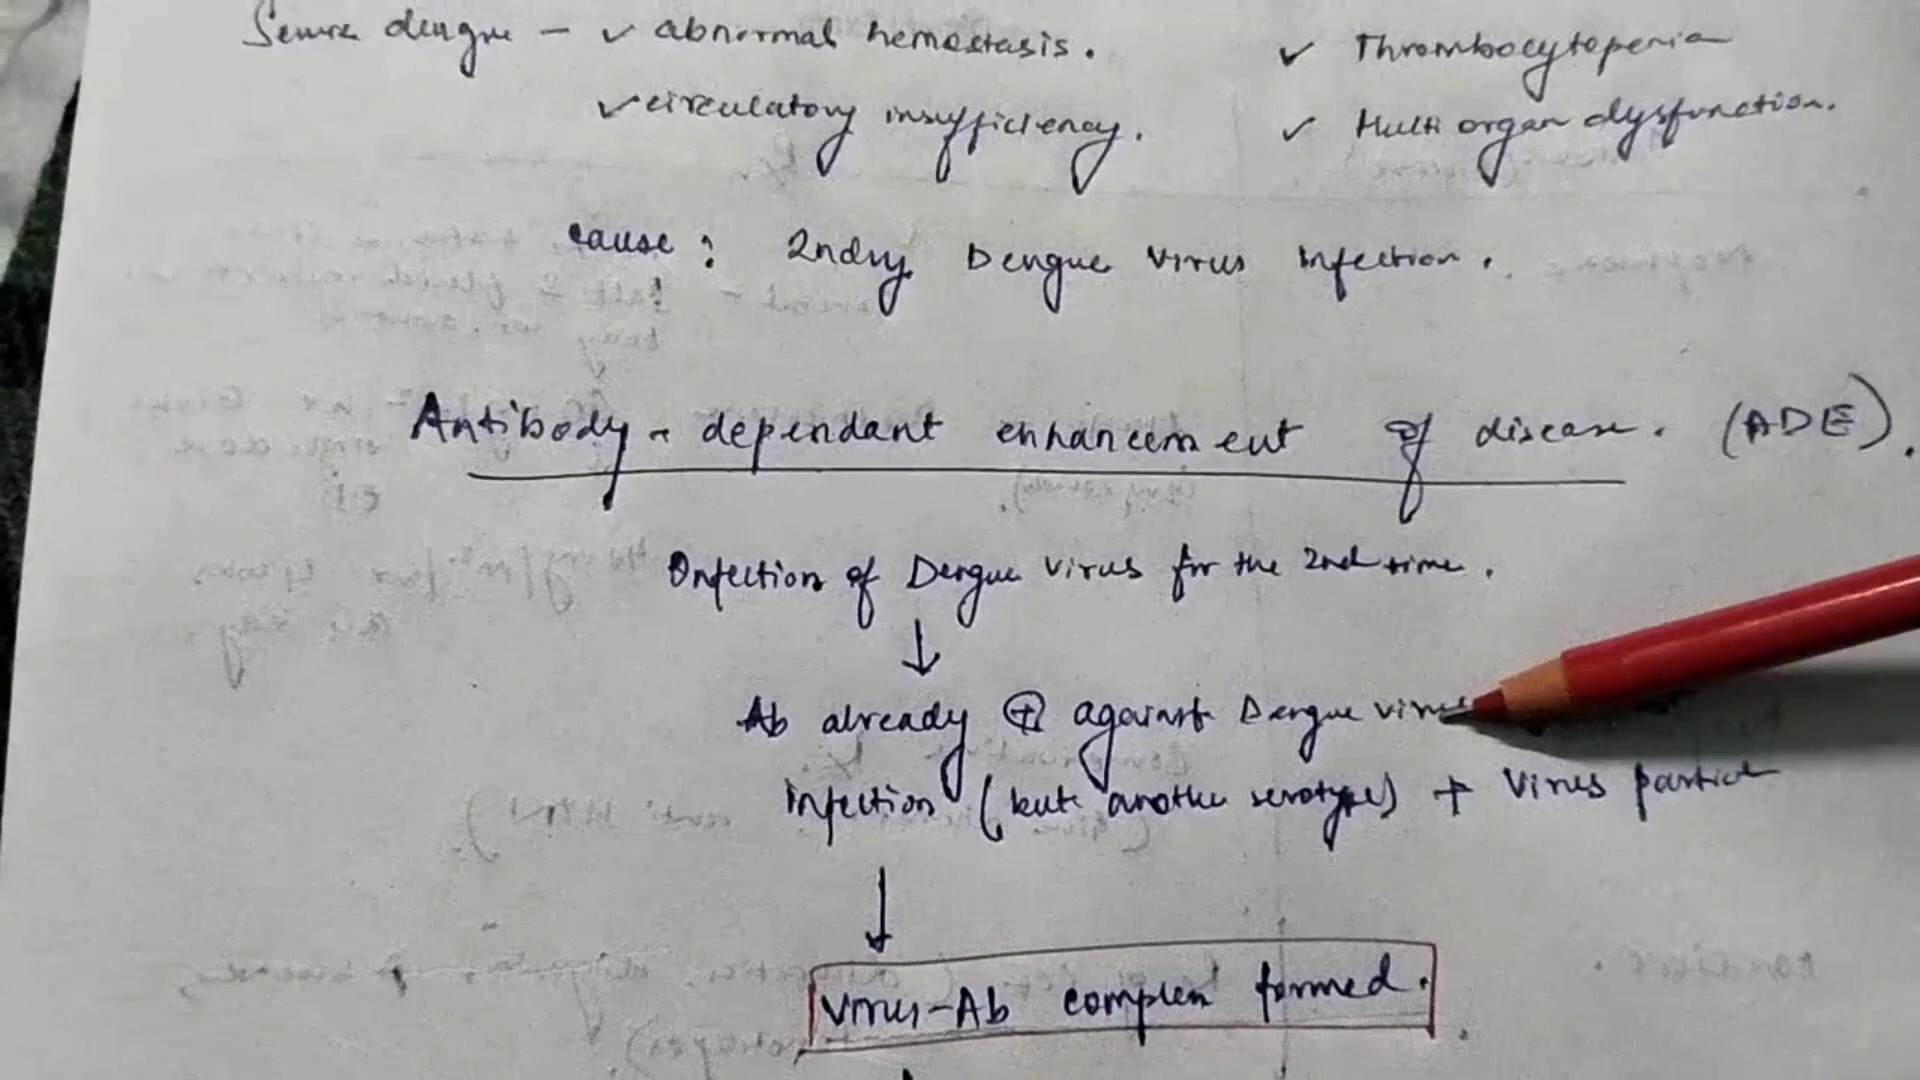 Severe dengue - ✓ abnormal hemostasis. ✓ Thrombocytopenia
✓ circulatory insufficiency. ✓ Multi organ dysfunction.
cause : 2ndry Dengue Virus Infection.
Antibody - dependant enhancement of disease. (ADE).
Infection of Dengue Virus for the 2nd time.
↓
Ab already ⊕ against Dengue virus
infection (but another serotype) + Virus particle
↓
Virus-Ab complex formed.